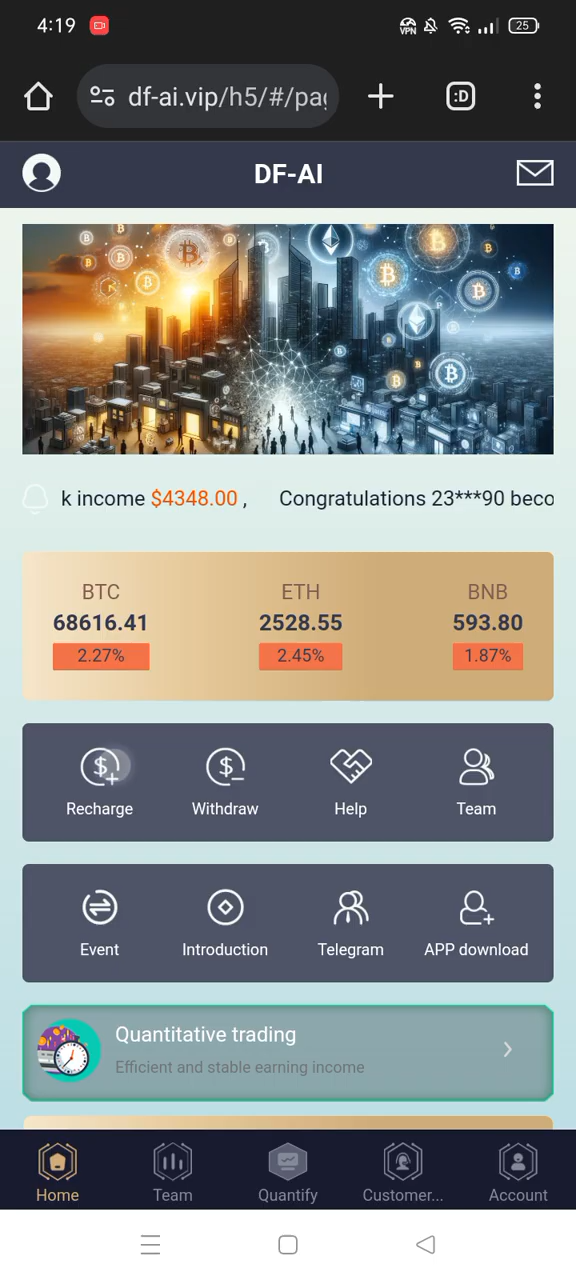 4:19
VPN
25
df-ai.vip/h5/#/pag
:D
DF-AI
k income $4348.00 , Congratulations 23***90 beco
BTC ETH BNB
68616.41 2528.55 593.80
2.27% 2.45% 1.87%
Recharge Withdraw Help Team
Event Introduction Telegram APP download
Quantitative trading
Efficient and stable earning income
Home Team Quantify Customer... Account